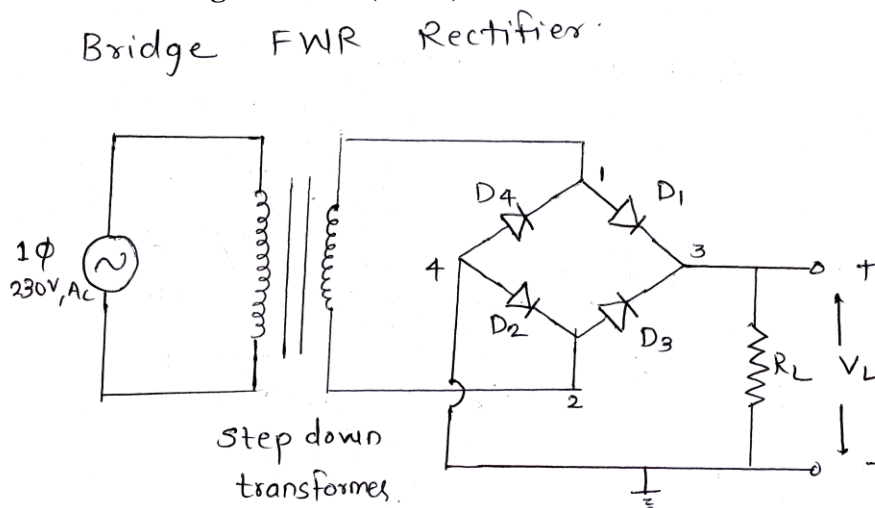 Bridge FWR Rectifier.
1
D4
D1
1Φ
230V, AC
4
3
+
D2
D3
RL
VL
2
-
Step down
transformer.